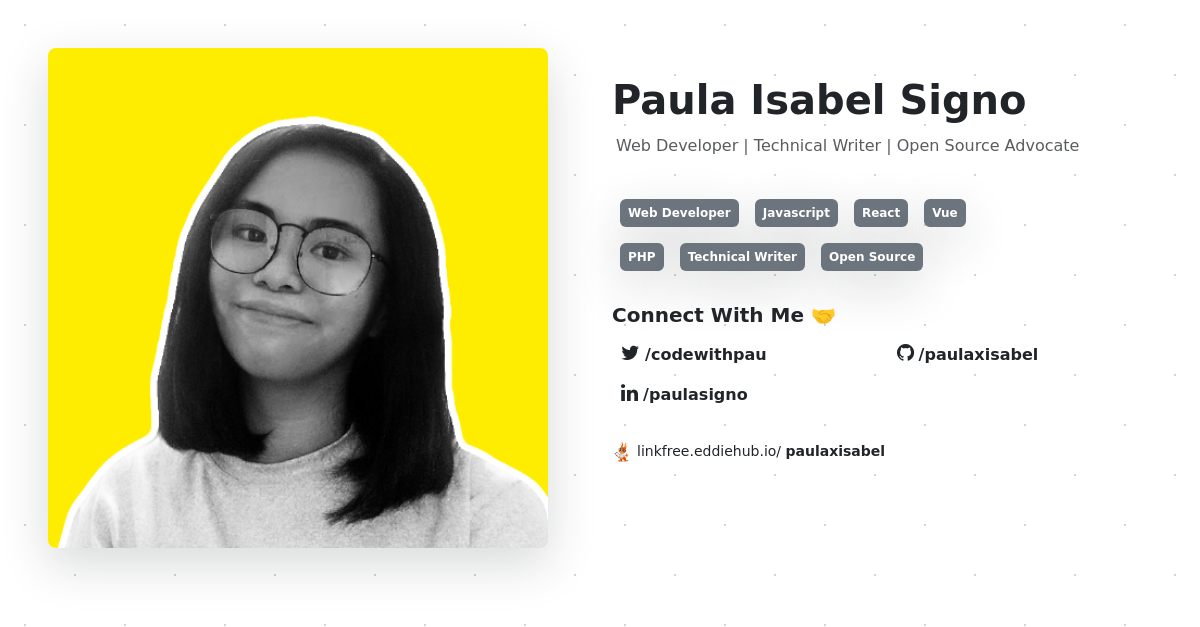 Paula Isabel Signo
Web Developer | Technical Writer | Open Source Advocate
Web Developer Javascript React Vue
PHP Technical Writer Open Source
Connect With Me 🤝
/codewithpau /paulaxisabel
in /paulasigno
linkfree.eddiehub.io/ paulaxisabel